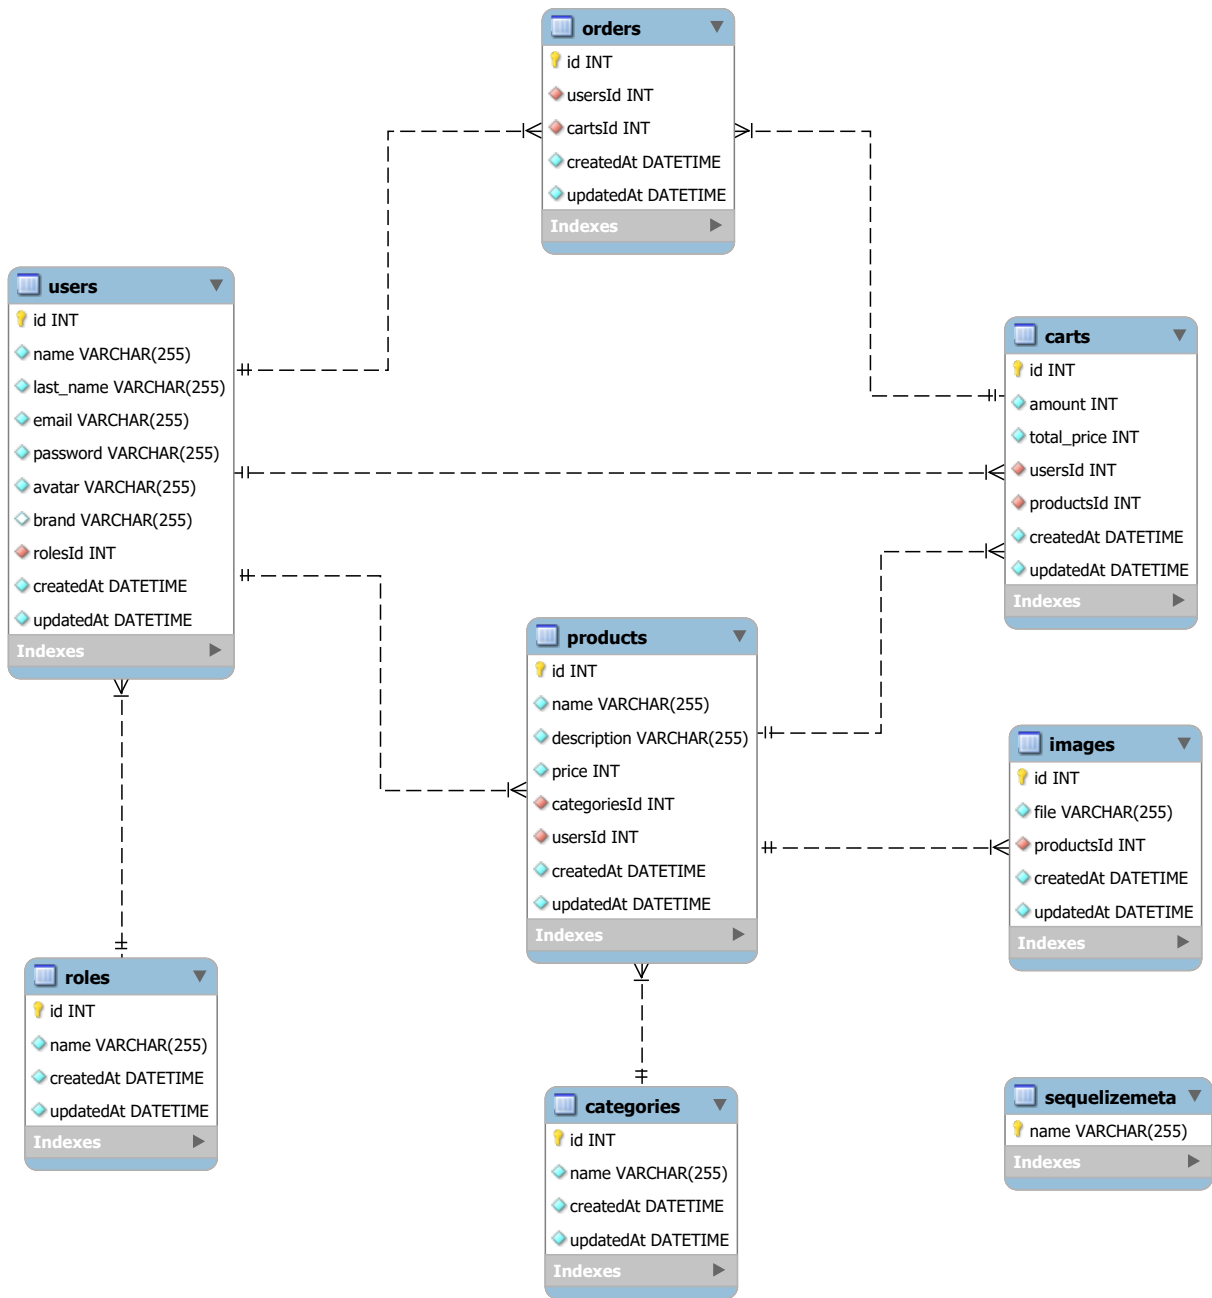 orders
id INT
usersId INT
cartsId INT
createdAt DATETIME
updatedAt DATETIME
Indexes
users
id INT
name VARCHAR(255)
last_name VARCHAR(255)
email VARCHAR(255)
password VARCHAR(255)
avatar VARCHAR(255)
brand VARCHAR(255)
rolesId INT
createdAt DATETIME
updatedAt DATETIME
Indexes
carts
id INT
amount INT
total_price INT
usersId INT
productsId INT
createdAt DATETIME
updatedAt DATETIME
Indexes
products
id INT
name VARCHAR(255)
description VARCHAR(255)
price INT
categoriesId INT
usersId INT
createdAt DATETIME
updatedAt DATETIME
Indexes
images
id INT
file VARCHAR(255)
productsId INT
createdAt DATETIME
updatedAt DATETIME
Indexes
roles
id INT
name VARCHAR(255)
createdAt DATETIME
updatedAt DATETIME
Indexes
categories
id INT
name VARCHAR(255)
createdAt DATETIME
updatedAt DATETIME
Indexes
sequelizemeta
name VARCHAR(255)
Indexes